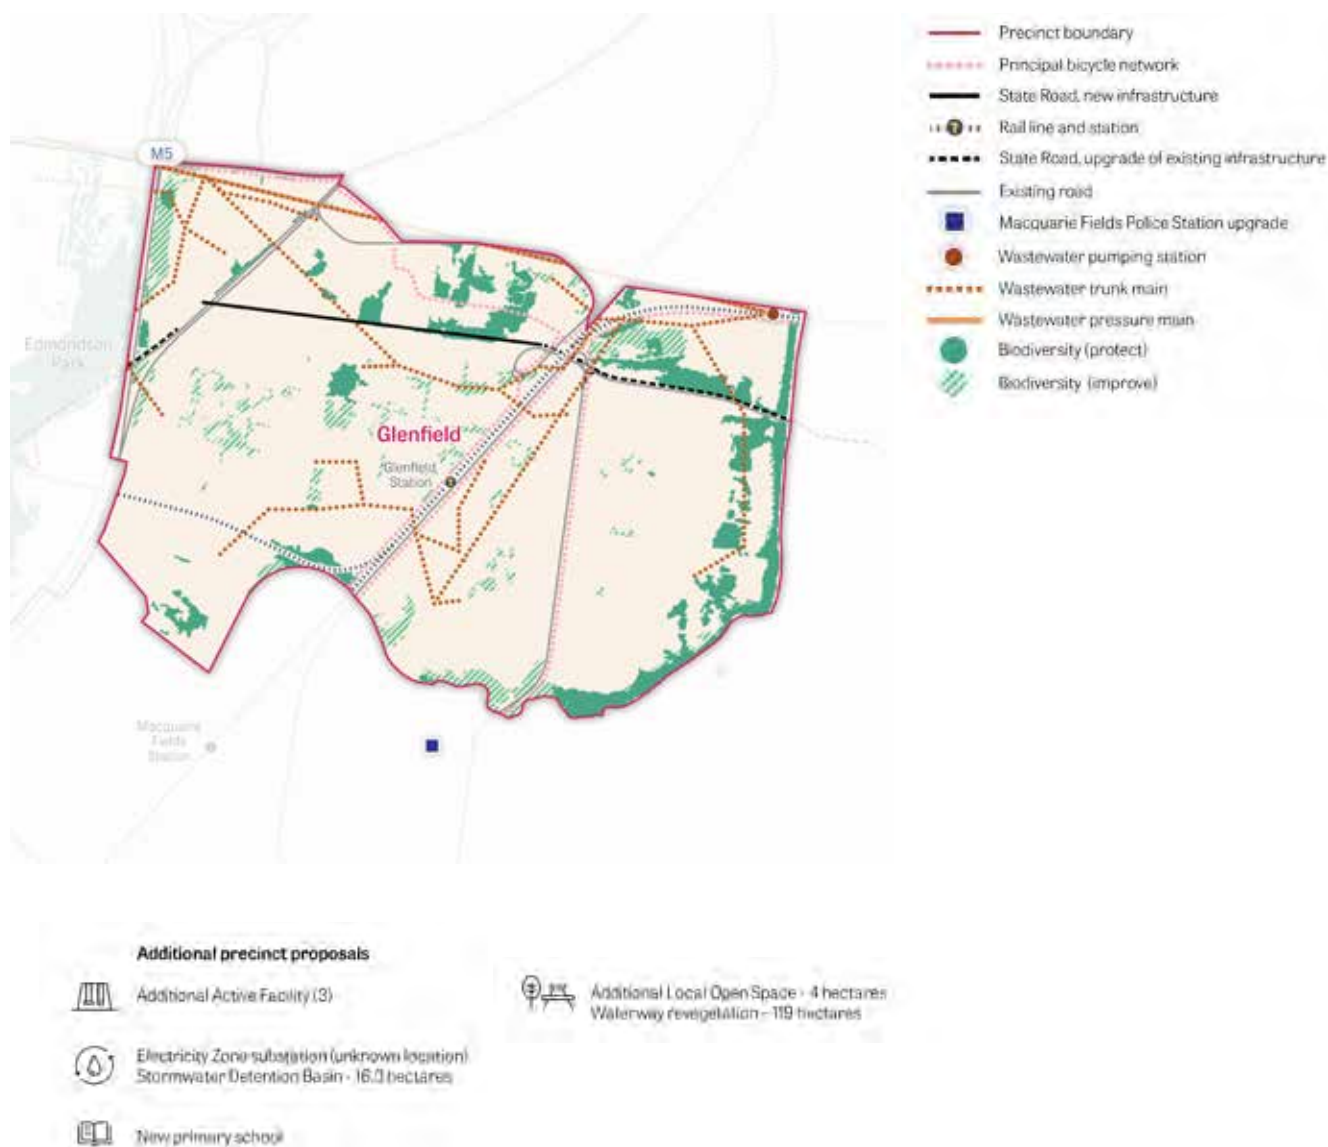 Precinct boundary
Principal bicycle network
State Road, new infrastructure
Rail line and station
State Road, upgrade of existing infrastructure
Existing road
Macquarie Fields Police Station upgrade
Wastewater pumping station
Wastewater trunk main
Wastewater pressure main
Biodiversity (protect)
Biodiversity (improve)
M5
Edmondson
Park
Glenfield
Glenfield
Station
Macquarie
Fields
Station
Additional precinct proposals
Additional Active Facility (3)
Electricity Zone substation (unknown location)
Stormwater Detention Basin - hectares
New primary school
Additional Local Open Space - 4 hectares
Waterway revegetation - 119 hectares